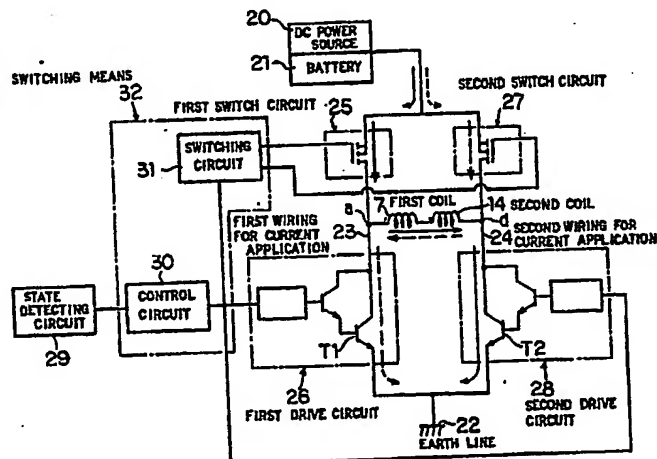 20
DC POWER
SOURCE
21
BATTERY
SWITCHING MEANS
32
FIRST SWITCH CIRCUIT
25
SECOND SWITCH CIRCUIT
27
SWITCHING
CIRCUIT
31
7 FIRST COIL
14 SECOND COIL
a
d
23
24
FIRST WIRING
FOR CURRENT
APPLICATION
SECOND WIRING FOR
CURRENT APPLICATION
30
CONTROL
CIRCUIT
STATE
DETECTING
CIRCUIT
29
T1
T2
26
FIRST DRIVE CIRCUIT
22
EARTH LINE
28
SECOND DRIVE
CIRCUIT